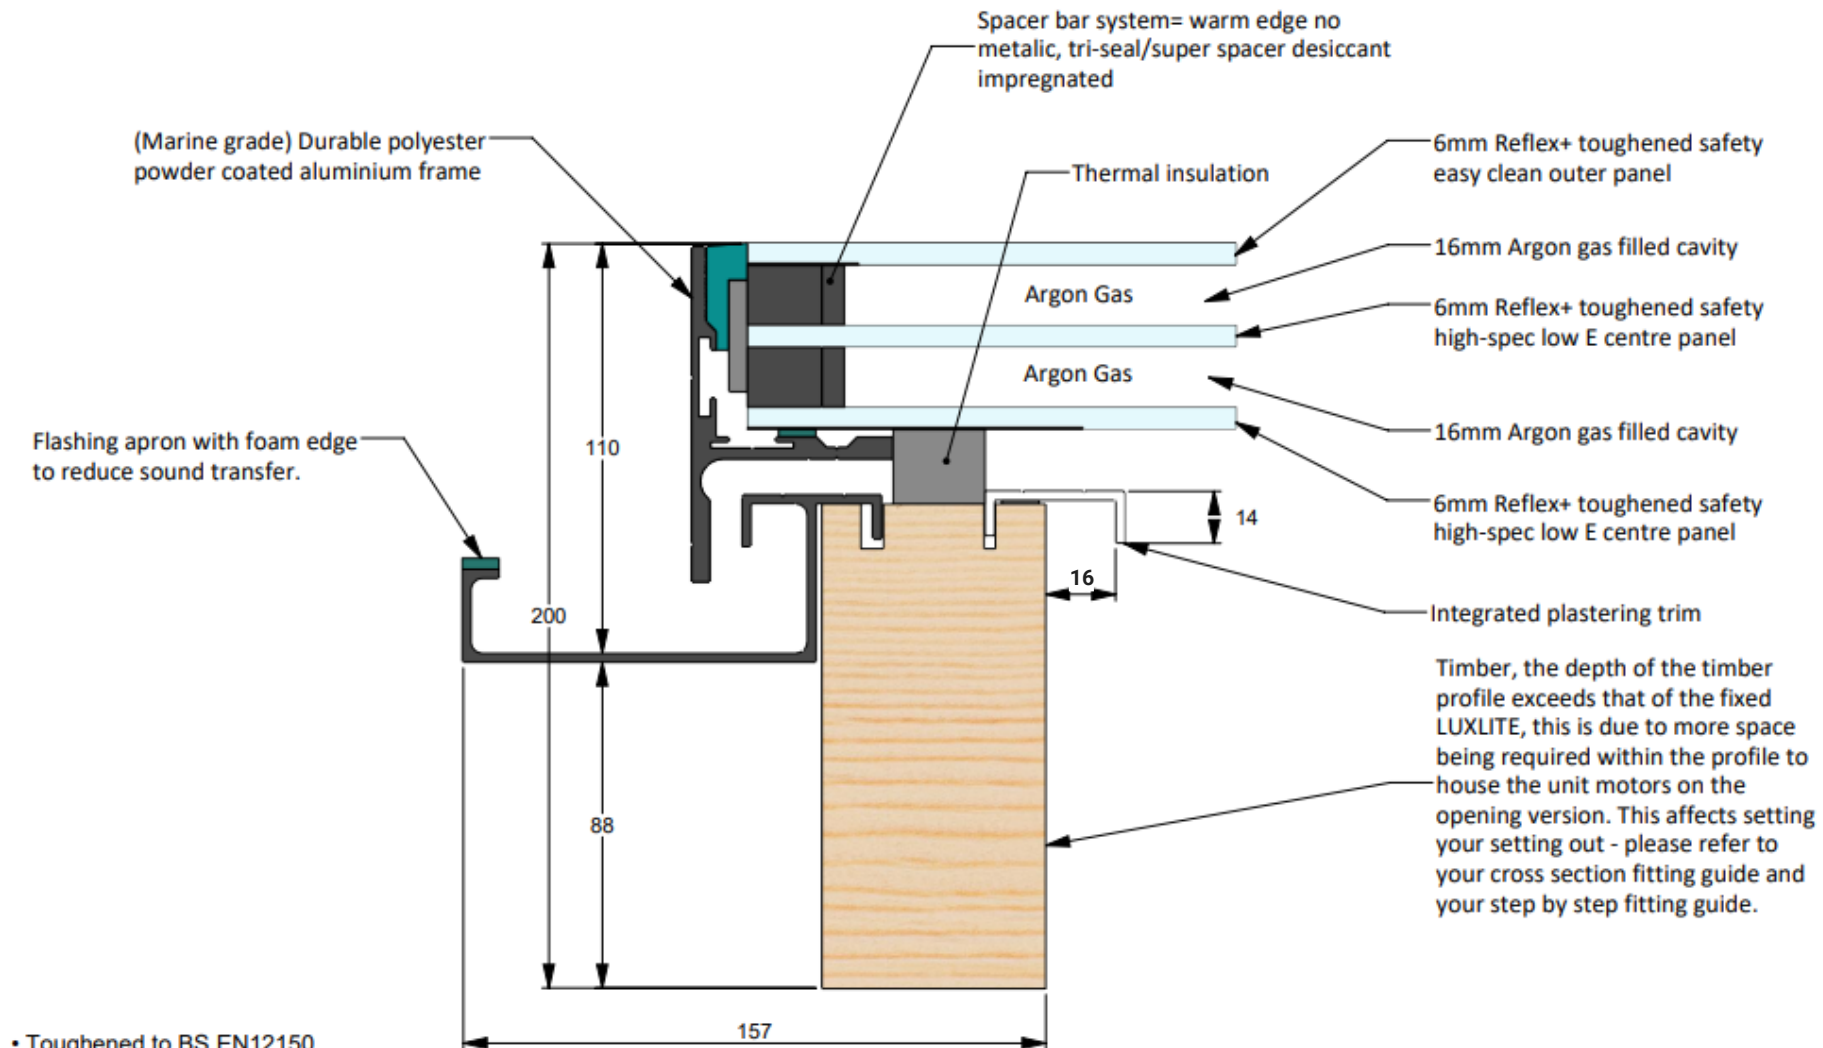 Spacer bar system= warm edge no
metalic, tri-seal/super spacer desiccant
impregnated
(Marine grade) Durable polyester
powder coated aluminium frame
Thermal insulation
6mm Reflex+ toughened safety
easy clean outer panel
16mm Argon gas filled cavity
Argon Gas
6mm Reflex+ toughened safety
high-spec low E centre panel
Argon Gas
16mm Argon gas filled cavity
Flashing apron with foam edge
to reduce sound transfer.
110
6mm Reflex+ toughened safety
high-spec low E centre panel
14
16
200
Integrated plastering trim
Timber, the depth of the timber
profile exceeds that of the fixed
LUXLITE, this is due to more space
being required within the profile to
house the unit motors on the
opening version. This affects setting
your setting out - please refer to
your cross section fitting guide and
your step by step fitting guide.
88
157
• Toughened to BS EN12150